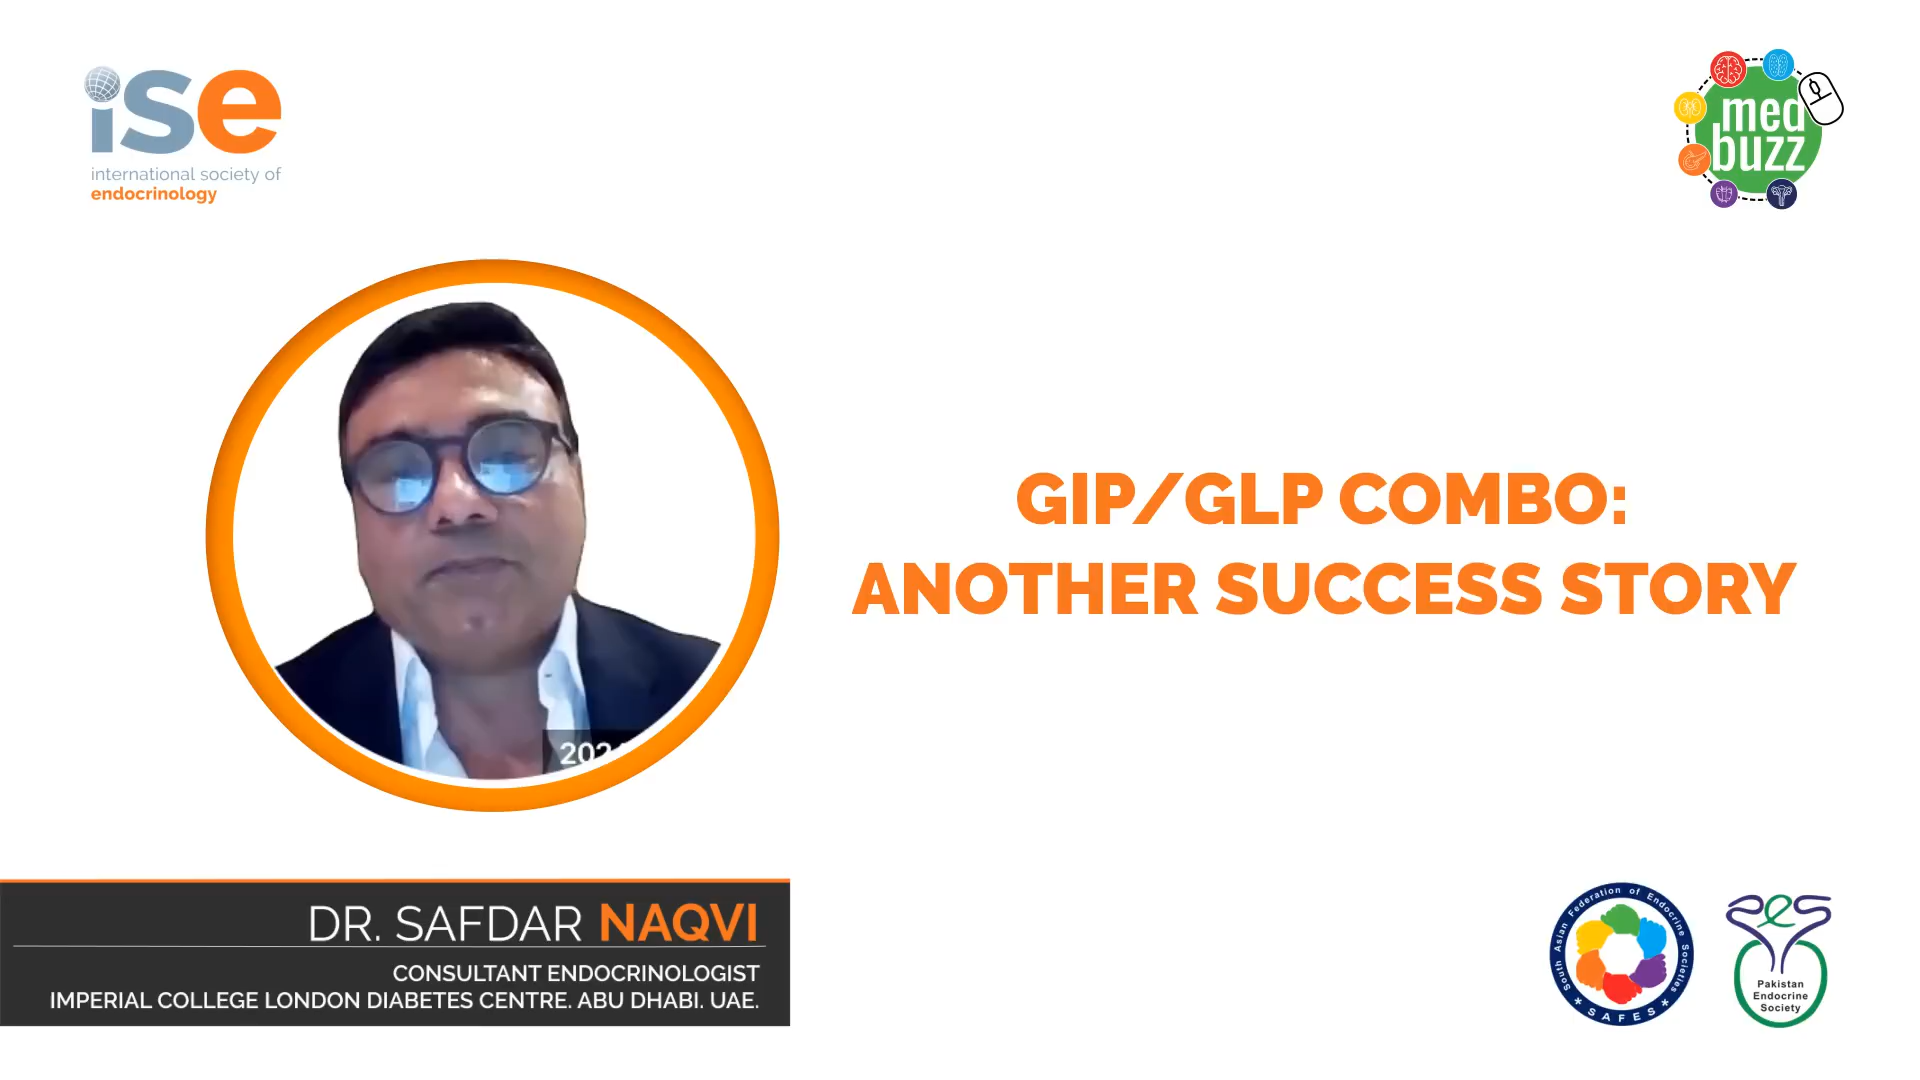 ise
international society of
endocrinology
med
buzz
GIP/GLP COMBO:
ANOTHER SUCCESS STORY
DR. SAFDAR NAQVI
CONSULTANT ENDOCRINOLOGIST
IMPERIAL COLLEGE LONDON DIABETES CENTRE. ABU DHABI. UAE.
South Asian Federation of Endocrine Societies
SAFES
PES
Pakistan
Endocrine
Society